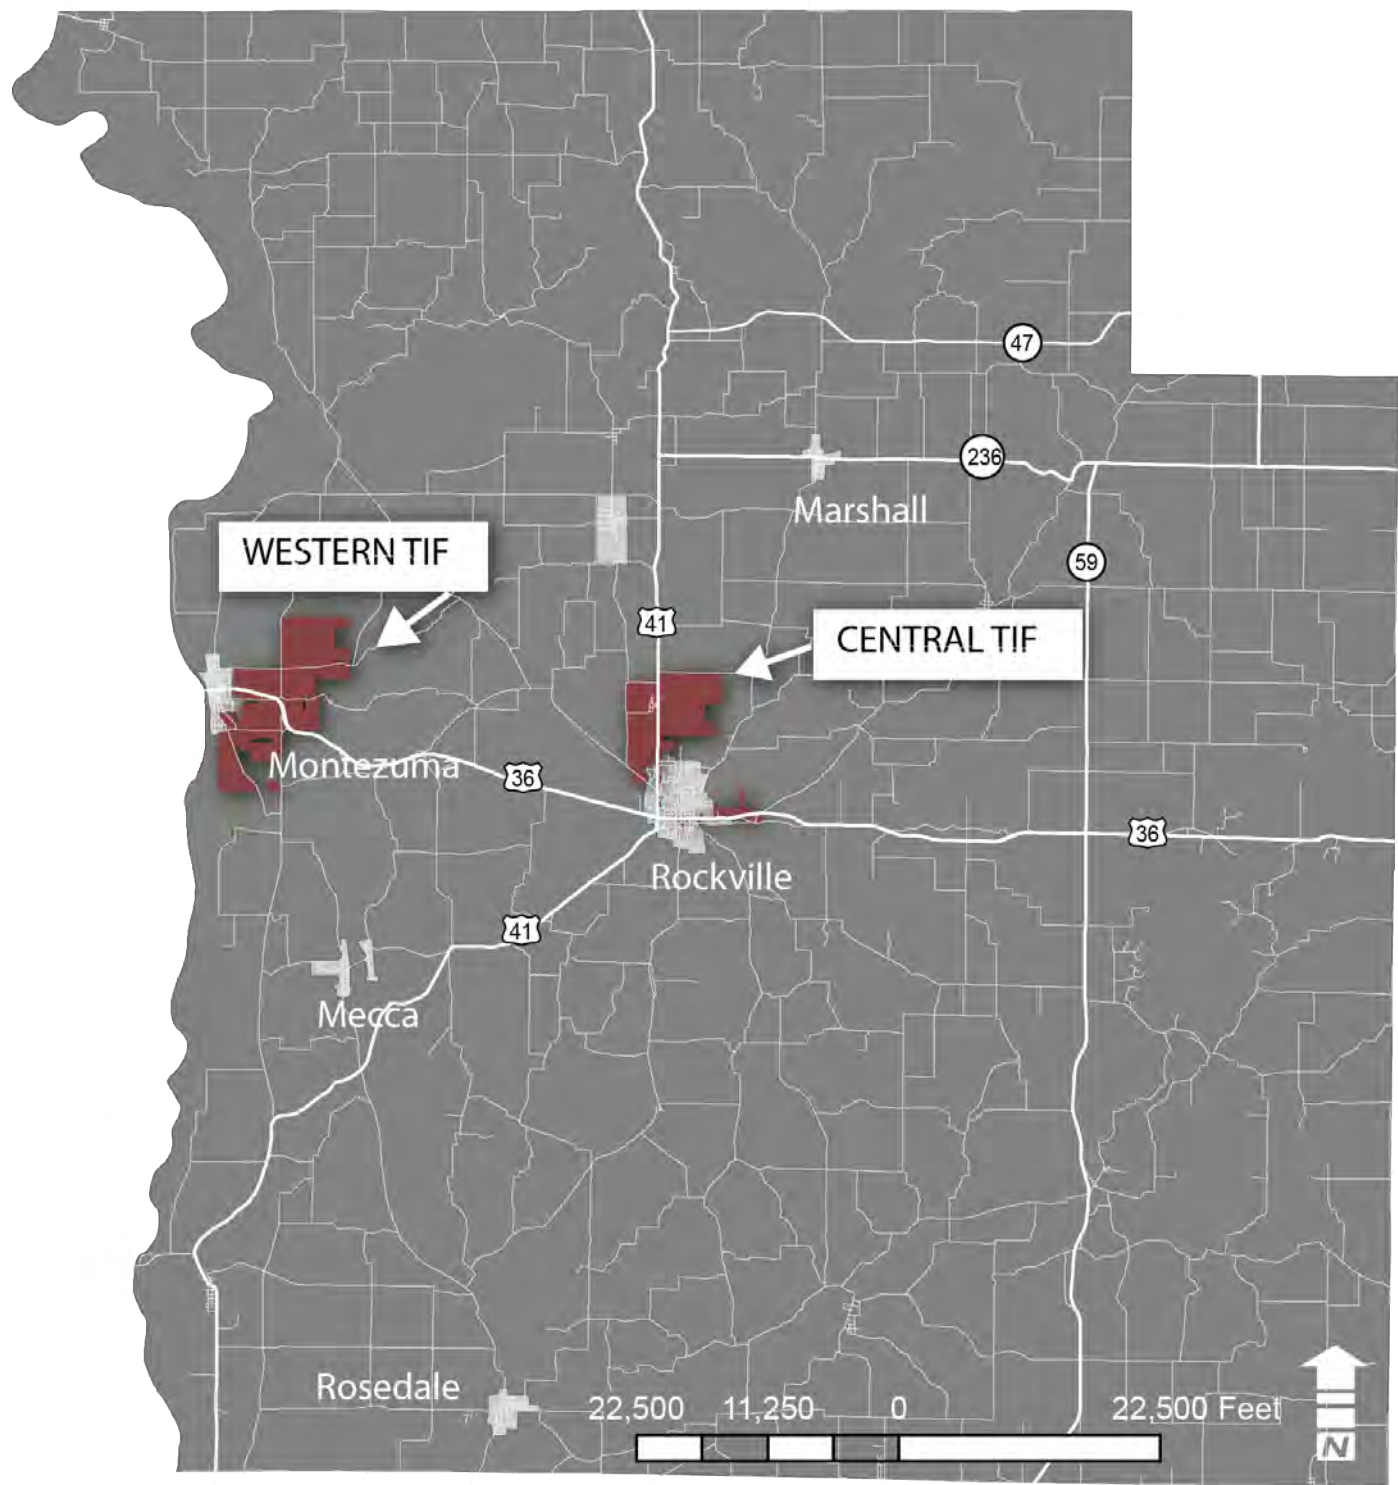 47
236
Marshall
WESTERN TIF
59
41
CENTRAL TIF
Montezuma
36
36
Rockville
41
Mecca
Rosedale
22,500 11,250 0 22,500 Feet
N